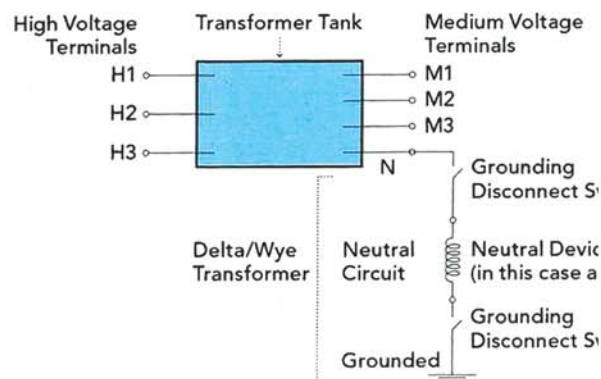 High Voltage
Terminals
Transformer Tank
Medium Voltage
Terminals
H1
H2
H3
M1
M2
M3
N
Grounding
Disconnect
Delta/Wye
Transformer
Neutral
Circuit
Neutral
(in this case a
Grounding
Disconnect
Grounded